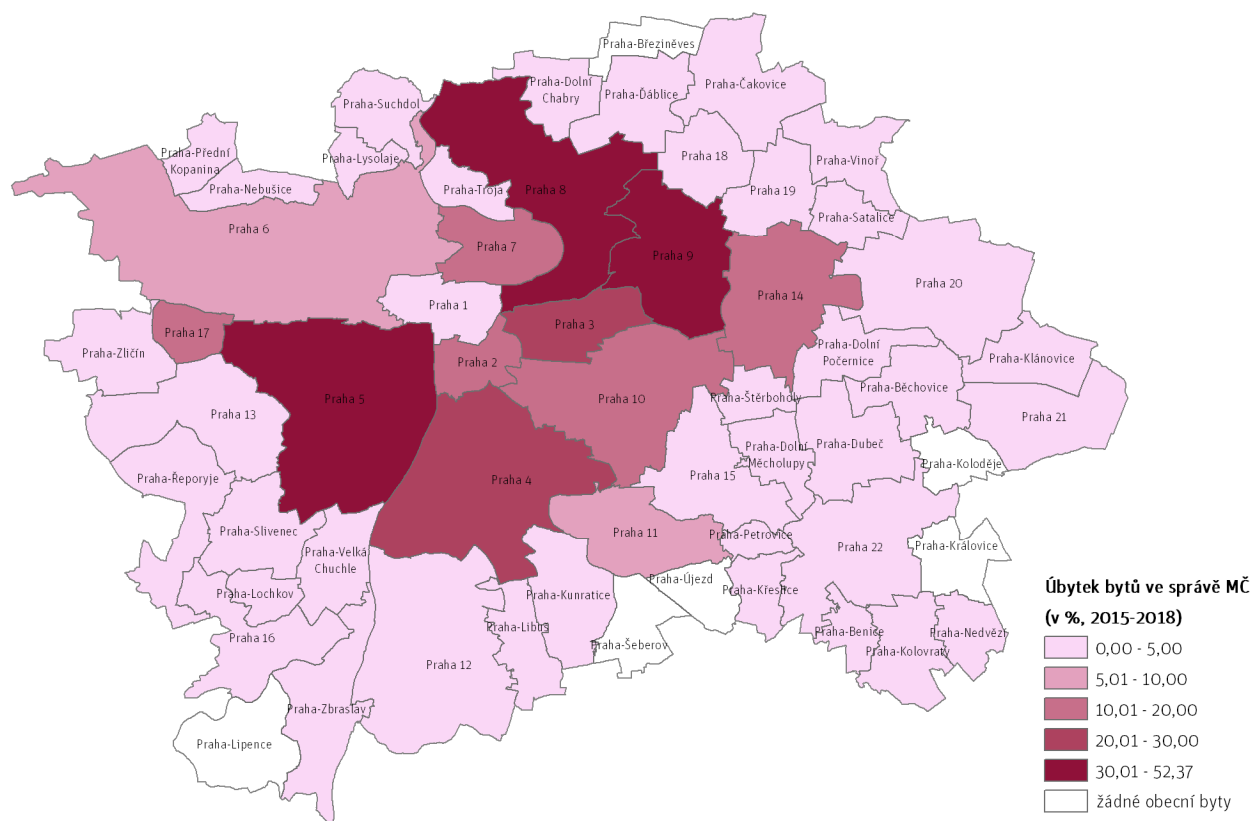 Praha-Březiněves
Praha-Dolní
Chabry
Praha-Ďáblice
Praha-Čakovice
Praha-Suchdol
Praha-Přední
Kopanina
Praha-Lysolaje
Praha 18
Praha-Vinoř
Praha-Nebušice
Praha-Troja
Praha 8
Praha 19
Praha-Satalice
Praha 6
Praha 7
Praha 9
Praha 20
Praha 14
Praha 1
Praha 17
Praha 3
Praha-Zličín
Praha-Dolní
Počernice
Praha-Klánovice
Praha 2
Praha-Běchovice
Praha 5
Praha 10
Praha-Štěrboholy
Praha 13
Praha 21
Praha-Dolní
Měcholupy
Praha-Dubeč
Praha-Koloděje
Praha-Řeporyje
Praha 4
Praha 15
Praha-Slivenec
Praha 11
Praha-Petrovice
Praha 22
Praha-Královice
Praha-Velká
Chuchle
Praha-Újezd
Praha-Křeslice
Praha-Lochkov
Praha-Kunratice
Praha-Libuš
Praha 16
Praha-Šeberov
Praha-Benice
Praha-Nedvězí
Praha-Kolovraty
Praha 12
Praha-Zbraslav
Praha-Lipence
Úbytek bytů ve správě MČ
(v %, 2015-2018)
0,00 - 5,00
5,01 - 10,00
10,01 - 20,00
20,01 - 30,00
30,01 - 52,37
žádné obecní byty